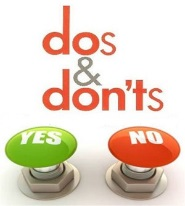 dos
&
don'ts
YES NO